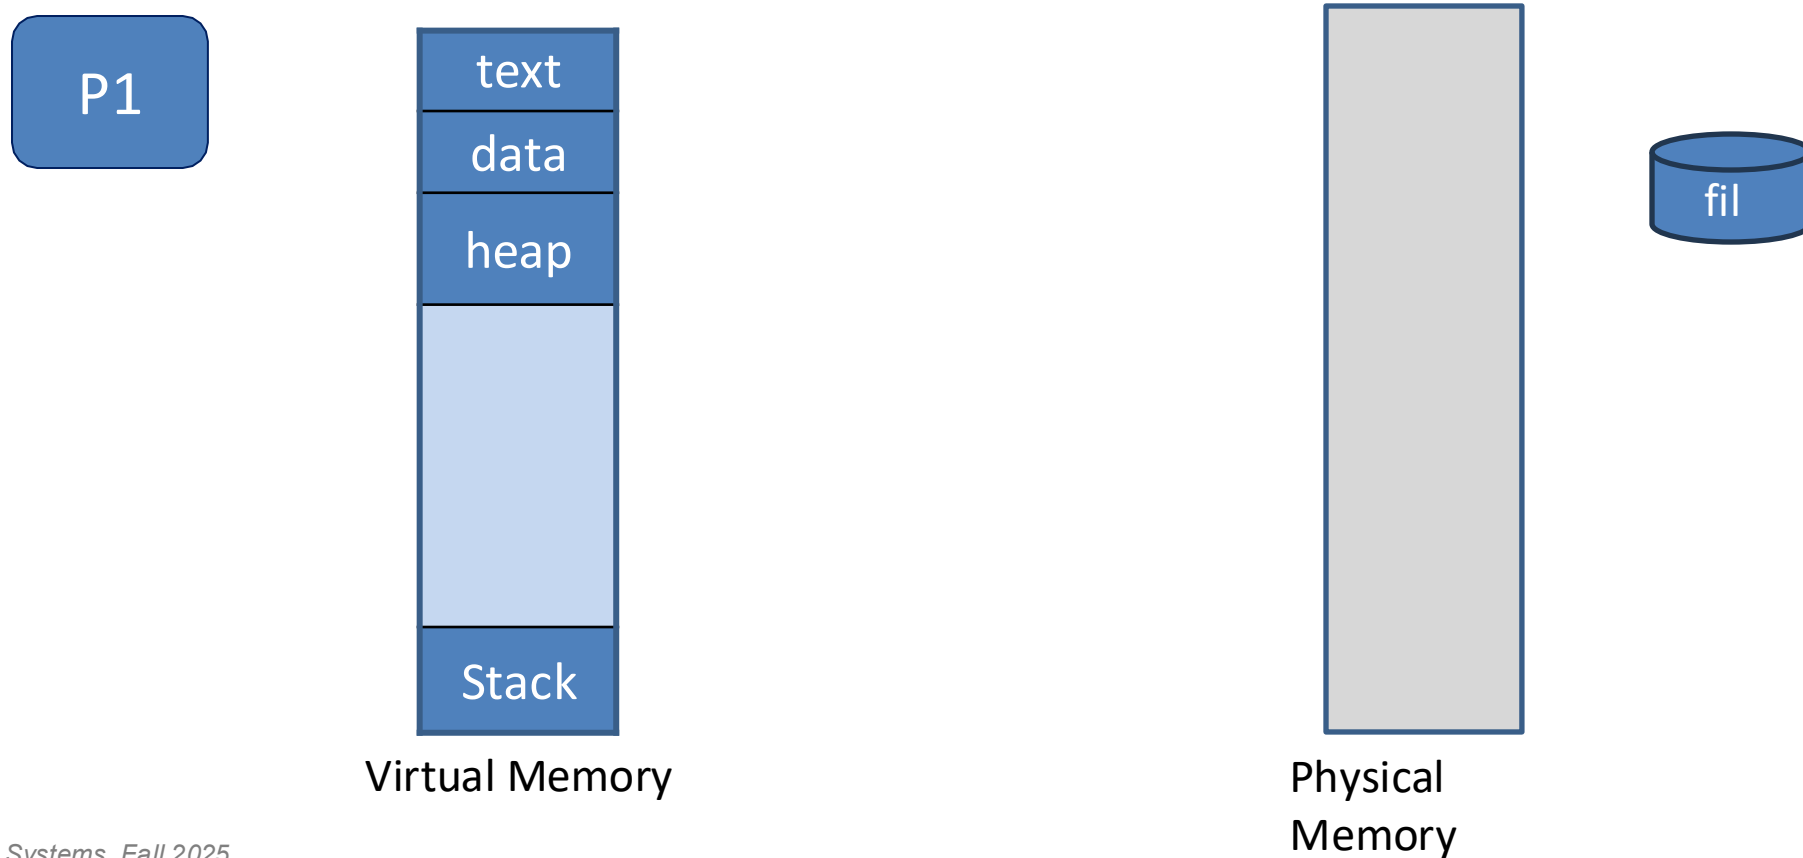 P1
text
data
heap
Stack
Virtual Memory
Physical
Memory
fil
Systems, Fall 2025